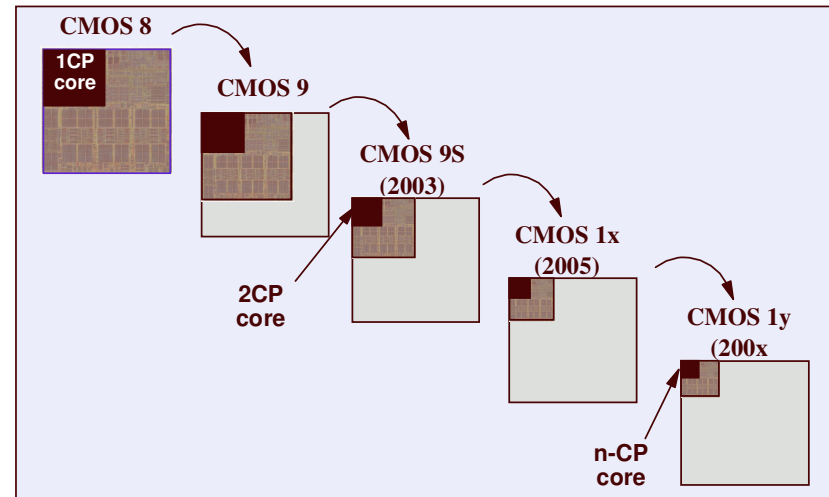 CMOS 8
1CP
core
CMOS 9
CMOS 9S
(2003)
2CP
core
CMOS 1x
(2005)
CMOS 1y
(200x
n-CP
core